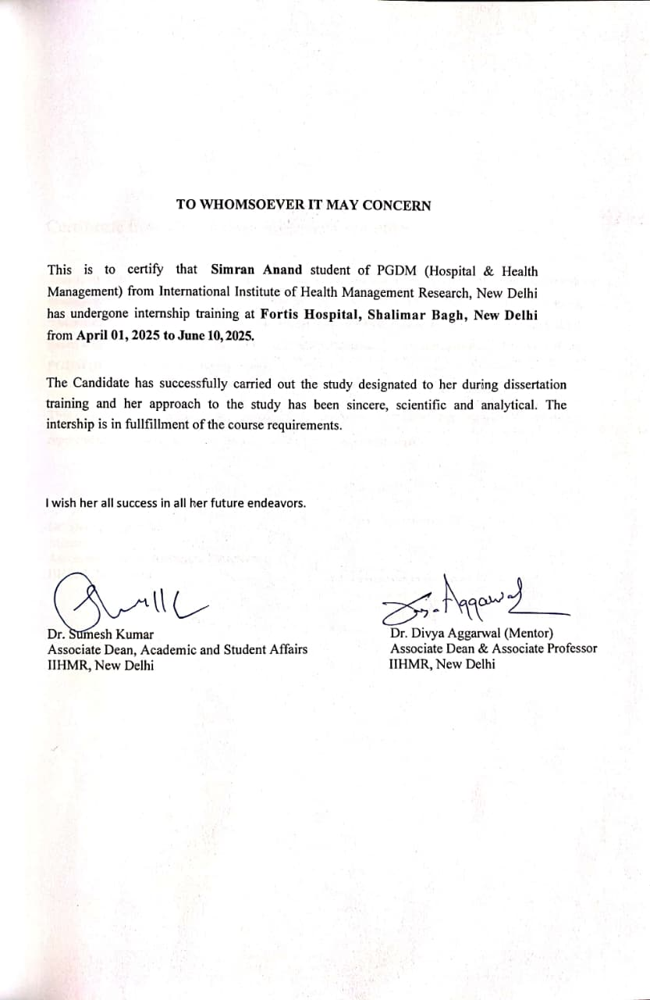 TO WHOMSOEVER IT MAY CONCERN
This is to certify that Simran Anand student of PGDM (Hospital & Health
Management) from International Institute of Health Management Research, New Delhi
has undergone internship training at Fortis Hospital, Shalimar Bagh, New Delhi
from April 01, 2025 to June 10, 2025.
The Candidate has successfully carried out the study designated to her during dissertation
training and her approach to the study has been sincere, scientific and analytical. The
intership is in fullfillment of the course requirements.
I wish her all success in all her future endeavors.
Dr. Sumesh Kumar
Associate Dean, Academic and Student Affairs
IIHMR, New Delhi
Aggarwal
Dr. Divya Aggarwal (Mentor)
Associate Dean & Associate Professor
IIHMR, New Delhi